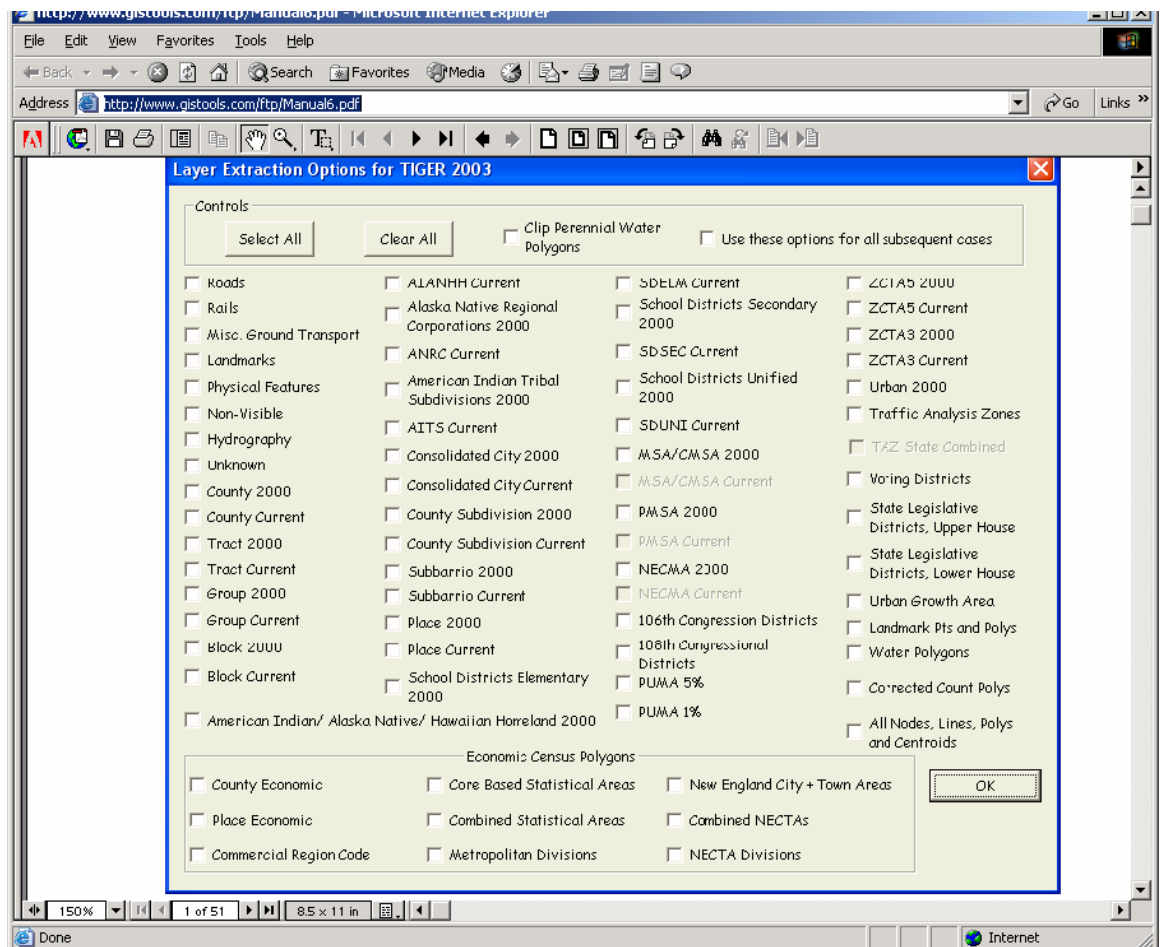 http://www.gistools.com/ftp/Manual6.pdf - Microsoft Internet Explorer
File Edit View Favorites Tools Help
Back Search Favorites Media
Address http://www.gistools.com/ftp/Manual6.pdf Go Links »
Layer Extraction Options for TIGER 2003
Controls
Select All
Clear All
Clip Perennial Water
Polygons
Use these options for all subsequent cases
Roads
Rails
Misc. Ground Transport
Landmarks
Physical Features
Non-Visible
Hydrography
Unknown
County 2000
County Current
Tract 2000
Tract Current
Group 2000
Group Current
Block 2000
Block Current
American Indian/ Alaska Native/ Hawaiian Homeland 2000
AIANHH Current
Alaska Native Regional
Corporations 2000
ANRC Current
American Indian Tribal
Subdivisions 2000
AITS Current
Consolidated City 2000
Consolidated City Current
County Subdivision 2000
County Subdivision Current
Subbarrio 2000
Subbarrio Current
Place 2000
Place Current
School Districts Elementary
2000
SDELM Current
School Districts Secondary
2000
SDSEC Current
School Districts Unified
2000
SDUNI Current
MSA/CMSA 2000
MSA/CMSA Current
PMSA 2000
PMSA Current
NECMA 2000
NECMA Current
106th Congression Districts
108th Congressional
Districts
PUMA 5%
PUMA 1%
ZCTA5 2000
ZCTA5 Current
ZCTA3 2000
ZCTA3 Current
Urban 2000
Traffic Analysis Zones
TAZ State Combined
Voting Districts
State Legislative
Districts, Upper House
State Legislative
Districts, Lower House
Urban Growth Area
Landmark Pts and Polys
Water Polygons
Corrected Count Polys
All Nodes, Lines, Polys
and Centroids
Economic Census Polygons
County Economic
Core Based Statistical Areas
New England City + Town Areas
Place Economic
Combined Statistical Areas
Combined NECTAs
Commercial Region Code
Metropolitan Divisions
NECTA Divisions
OK
150% 1 of 51 8.5 x 11 in
Done Internet